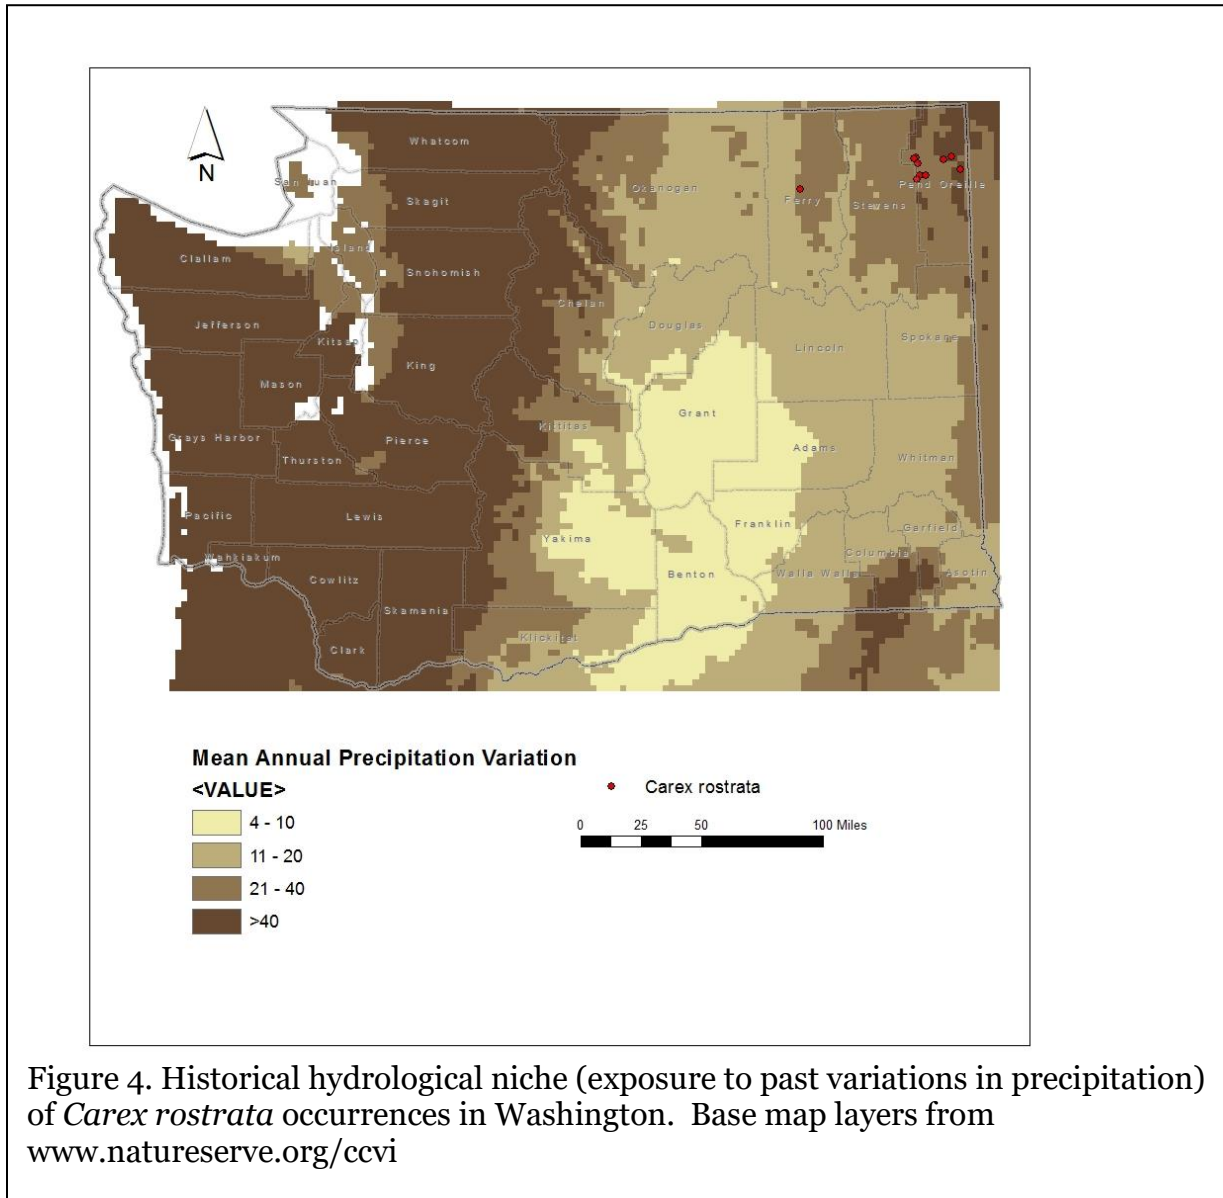 N
Whatcom
San Juan
Skagit
Okanogan
Ferry
Stevens
Pend Oreille
Island
Clallam
Snohomish
Chelan
Jefferson
Douglas
Kitsap
King
Lincoln
Spokane
Mason
Grant
Grays Harbor
Pierce
Kittitas
Adams
Whitman
Thurston
Pacific
Lewis
Yakima
Franklin
Garfield
Wahkiakum
Columbia
Cowlitz
Benton
Walla Walla
Asotin
Skamania
Klickitat
Clark
Mean Annual Precipitation Variation
<VALUE>
4 - 10
11 - 20
21 - 40
>40
Carex rostrata
0 25 50 100 Miles
Figure 4. Historical hydrological niche (exposure to past variations in precipitation)
of Carex rostrata occurrences in Washington.  Base map layers from
www.natureserve.org/ccvi